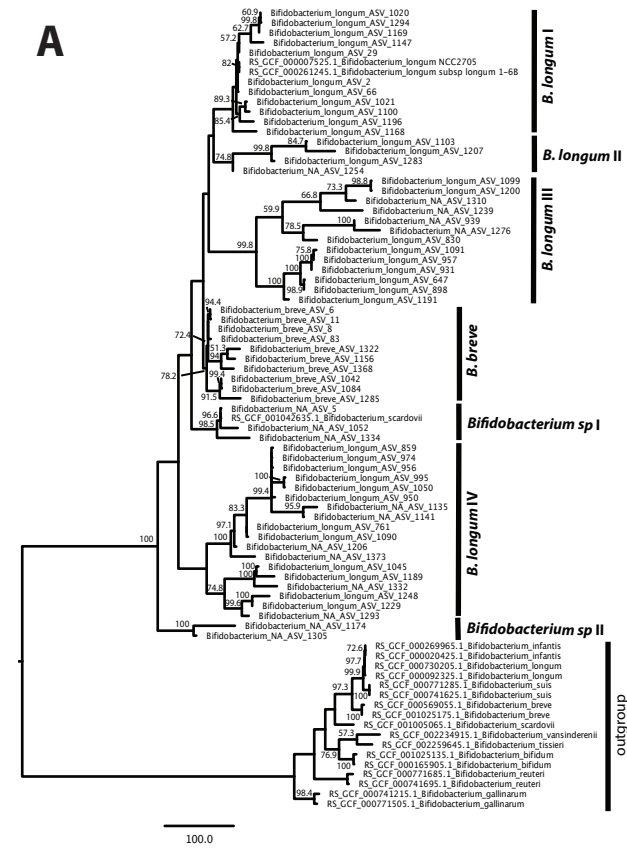 A
60.9
Bifidobacterium_longum_ASV_1020
99.8
Bifidobacterium_longum_ASV_1294
62.7
Bifidobacterium_longum_ASV_1169
57.2
Bifidobacterium_longum_ASV_1147
Bifidobacterium_longum_ASV_29
82
RS_GCF_000007525.1_Bifidobacterium_longum NCC2705
RS_GCF_000261245.1_Bifidobacterium_longum subsp longum 1-6B
Bifidobacterium_longum_ASV_2
Bifidobacterium_longum_ASV_66
89.3
Bifidobacterium_longum_ASV_1021
Bifidobacterium_longum_ASV_1100
85.4
Bifidobacterium_longum_ASV_1196
Bifidobacterium_longum_ASV_1168
B. longum I
84.7
Bifidobacterium_longum_ASV_1103
99.8
Bifidobacterium_longum_ASV_1207
74.8
Bifidobacterium_longum_ASV_1283
Bifidobacterium_NA_ASV_1254
B. longum II
98.8
Bifidobacterium_longum_ASV_1099
73.3
Bifidobacterium_longum_ASV_1200
66.8
Bifidobacterium_NA_ASV_1310
59.9
Bifidobacterium_NA_ASV_1239
100
Bifidobacterium_NA_ASV_939
78.5
Bifidobacterium_NA_ASV_1276
Bifidobacterium_longum_ASV_830
99.8
75.8
Bifidobacterium_longum_ASV_1091
100
Bifidobacterium_longum_ASV_957
100
Bifidobacterium_longum_ASV_931
100
Bifidobacterium_longum_ASV_647
98.9
Bifidobacterium_longum_ASV_898
Bifidobacterium_longum_ASV_1191
B. longum III
94.4
Bifidobacterium_breve_ASV_6
Bifidobacterium_breve_ASV_11
Bifidobacterium_breve_ASV_8
72.4
Bifidobacterium_breve_ASV_83
51.3
Bifidobacterium_breve_ASV_1322
94
Bifidobacterium_breve_ASV_1156
78.2
Bifidobacterium_breve_ASV_1368
99.4
Bifidobacterium_breve_ASV_1042
Bifidobacterium_breve_ASV_1084
91.5
Bifidobacterium_breve_ASV_1285
B. breve
Bifidobacterium_NA_ASV_5
96.6
RS_GCF_001042635.1_Bifidobacterium_scardovii
98.5
Bifidobacterium_NA_ASV_1052
Bifidobacterium_NA_ASV_1334
Bifidobacterium sp I
Bifidobacterium_longum_ASV_859
Bifidobacterium_longum_ASV_974
Bifidobacterium_longum_ASV_956
100
Bifidobacterium_longum_ASV_995
Bifidobacterium_longum_ASV_1050
99.4
Bifidobacterium_longum_ASV_950
95.9
Bifidobacterium_NA_ASV_1135
83.3
Bifidobacterium_NA_ASV_1141
97.1
Bifidobacterium_longum_ASV_761
100
Bifidobacterium_longum_ASV_1090
Bifidobacterium_NA_ASV_1206
Bifidobacterium_NA_ASV_1373
100
Bifidobacterium_longum_ASV_1045
100
Bifidobacterium_longum_ASV_1189
74.8
Bifidobacterium_NA_ASV_1332
100
Bifidobacterium_longum_ASV_1248
99.6
Bifidobacterium_longum_ASV_1229
Bifidobacterium_NA_ASV_1293
B. longum IV
100
100
Bifidobacterium_NA_ASV_1174
Bifidobacterium_NA_ASV_1305
Bifidobacterium sp II
72.6
RS_GCF_000269965.1_Bifidobacterium_infantis
RS_GCF_000020425.1_Bifidobacterium_infantis
97.7
RS_GCF_000730205.1_Bifidobacterium_longum
99.9
RS_GCF_000092325.1_Bifidobacterium_longum
97.3
RS_GCF_000771285.1_Bifidobacterium_suis
100
RS_GCF_000741625.1_Bifidobacterium_suis
RS_GCF_000569055.1_Bifidobacterium_breve
100
RS_GCF_001025175.1_Bifidobacterium_breve
RS_GCF_001005065.1_Bifidobacterium_scardovii
57.3
RS_GCF_002234915.1_Bifidobacterium_vansinderenii
RS_GCF_002259645.1_Bifidobacterium_tissieri
76.9
RS_GCF_001025135.1_Bifidobacterium_bifidum
100
RS_GCF_000165905.1_Bifidobacterium_bifidum
RS_GCF_000771685.1_Bifidobacterium_reuteri
RS_GCF_000741695.1_Bifidobacterium_reuteri
98.4
RS_GCF_000741215.1_Bifidobacterium_gallinarum
RS_GCF_000771505.1_Bifidobacterium_gallinarum
outgroup
100.0